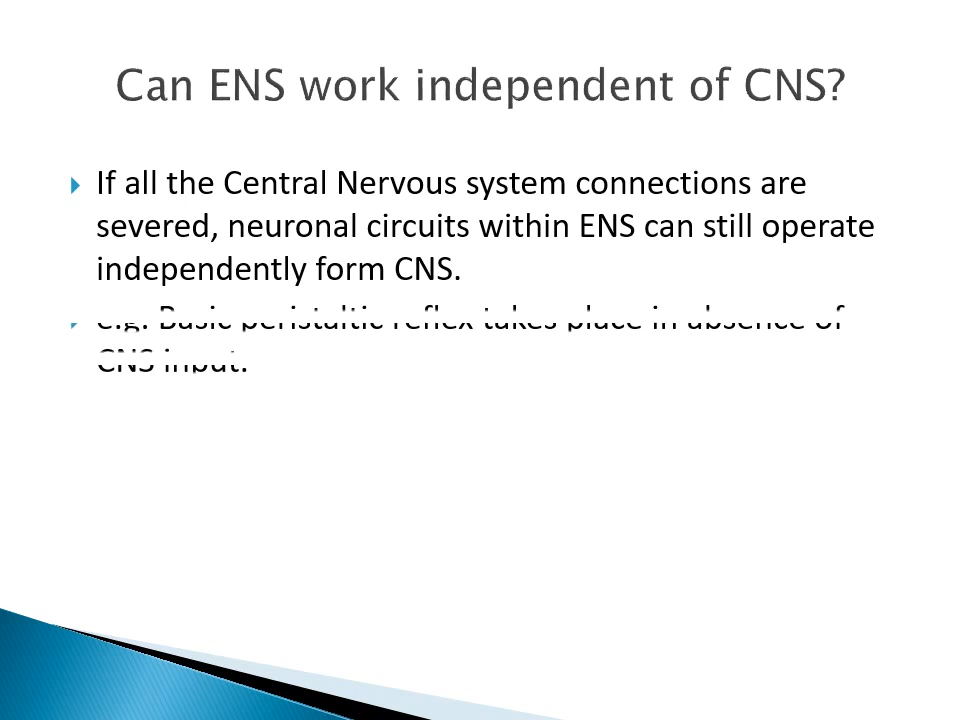 Can ENS work independent of CNS?
If all the Central Nervous system connections are
severed, neuronal circuits within ENS can still operate
independently form CNS.
e.g. Basic peristaltic reflex takes place in absence of
CNS input.